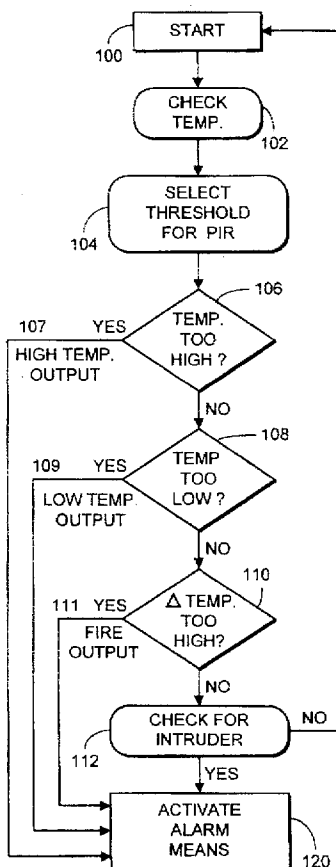 START
100
CHECK
TEMP.
102
SELECT
THRESHOLD
FOR PIR
104
106
107 YES
TEMP.
TOO
HIGH ?
HIGH TEMP.
OUTPUT
NO
108
109 YES
TEMP
TOO
LOW ?
LOW TEMP.
OUTPUT
NO
110
111 YES
Δ TEMP.
TOO
HIGH?
FIRE
OUTPUT
NO
CHECK FOR
INTRUDER
NO
112
YES
ACTIVATE
ALARM
MEANS
120